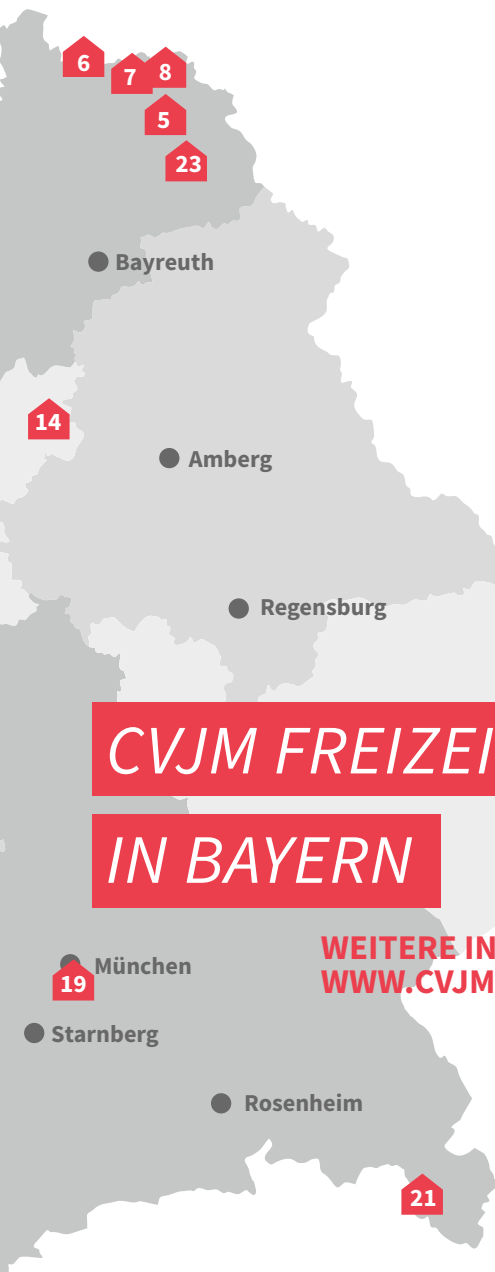 6
7
8
5
23
Bayreuth
14
Amberg
Regensburg
CVJM FREIZEI
IN BAYERN
WEITERE IN
WWW.CVJM
München
19
Starnberg
Rosenheim
21